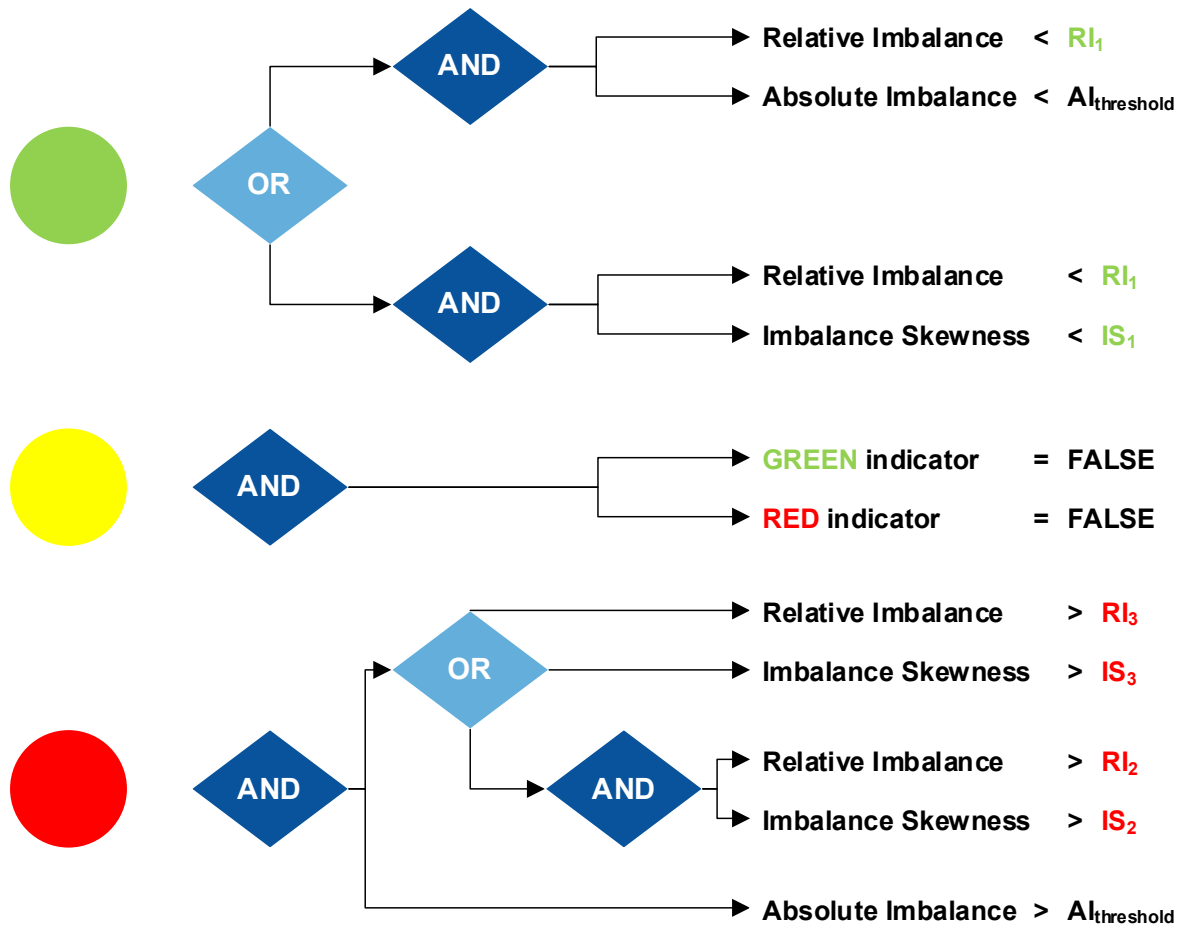 Relative Imbalance < RI₁
AND
Absolute Imbalance < AIthreshold
OR
Relative Imbalance < RI₁
AND
Imbalance Skewness < IS₁
GREEN indicator = FALSE
AND
RED indicator = FALSE
Relative Imbalance > RI₃
OR
Imbalance Skewness > IS₃
Relative Imbalance > RI₂
AND
AND
Imbalance Skewness > IS₂
Absolute Imbalance > AIthreshold